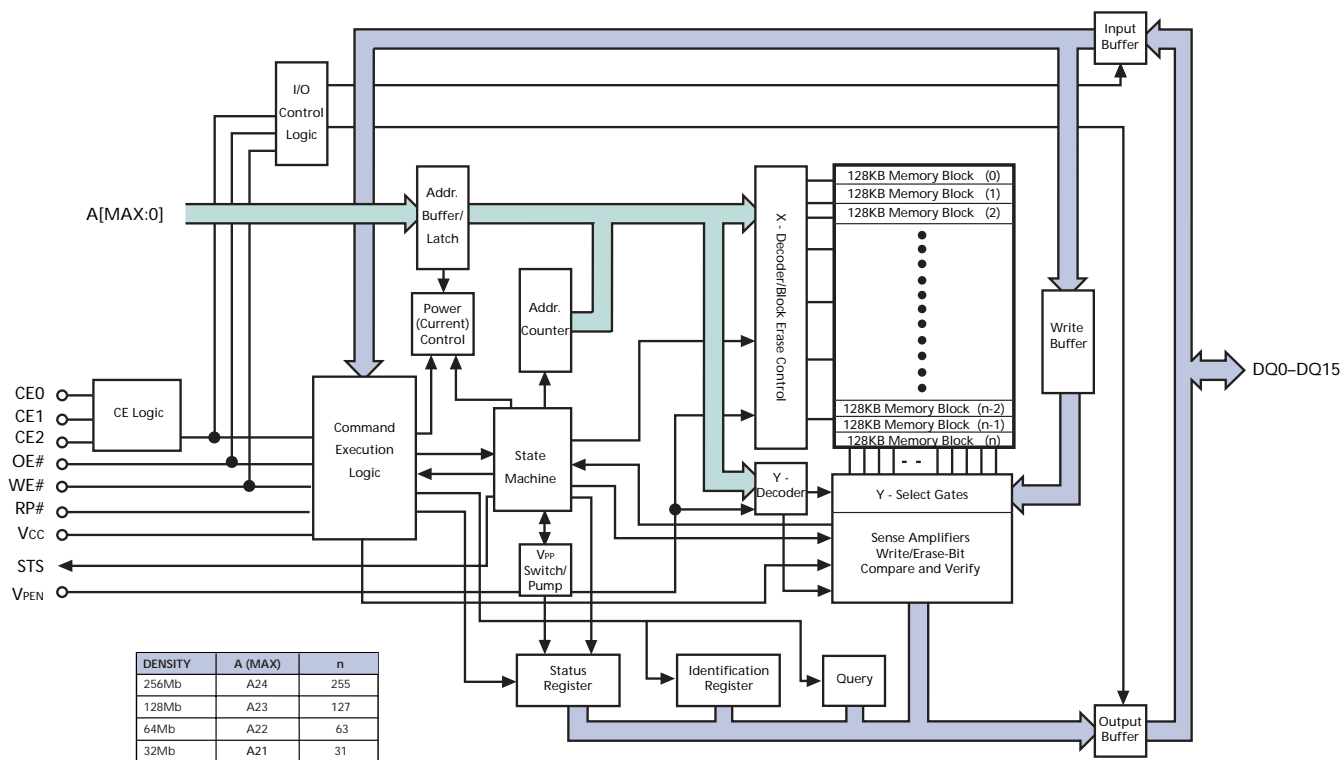 Input
Buffer
I/O
Control
Logic
A[MAX:0]
Addr.
Buffer/
Latch
X - Decoder/Block Erase Control
128KB Memory Block (0)
128KB Memory Block (1)
128KB Memory Block (2)
Power
(Current)
Control
Addr.
Counter
Write
Buffer
DQ0–DQ15
CE0
CE1
CE2
OE#
WE#
RP#
VCC
STS
VPEN
CE Logic
Command
Execution
Logic
State
Machine
128KB Memory Block (n-2)
128KB Memory Block (n-1)
128KB Memory Block (n)
Y -
Decoder
Y - Select Gates
Sense Amplifiers
Write/Erase-Bit
Compare and Verify
VPP
Switch/
Pump
Status
Register
Identification
Register
Query
Output
Buffer
DENSITY A (MAX) n
256Mb A24 255
128Mb A23 127
64Mb A22 63
32Mb A21 31